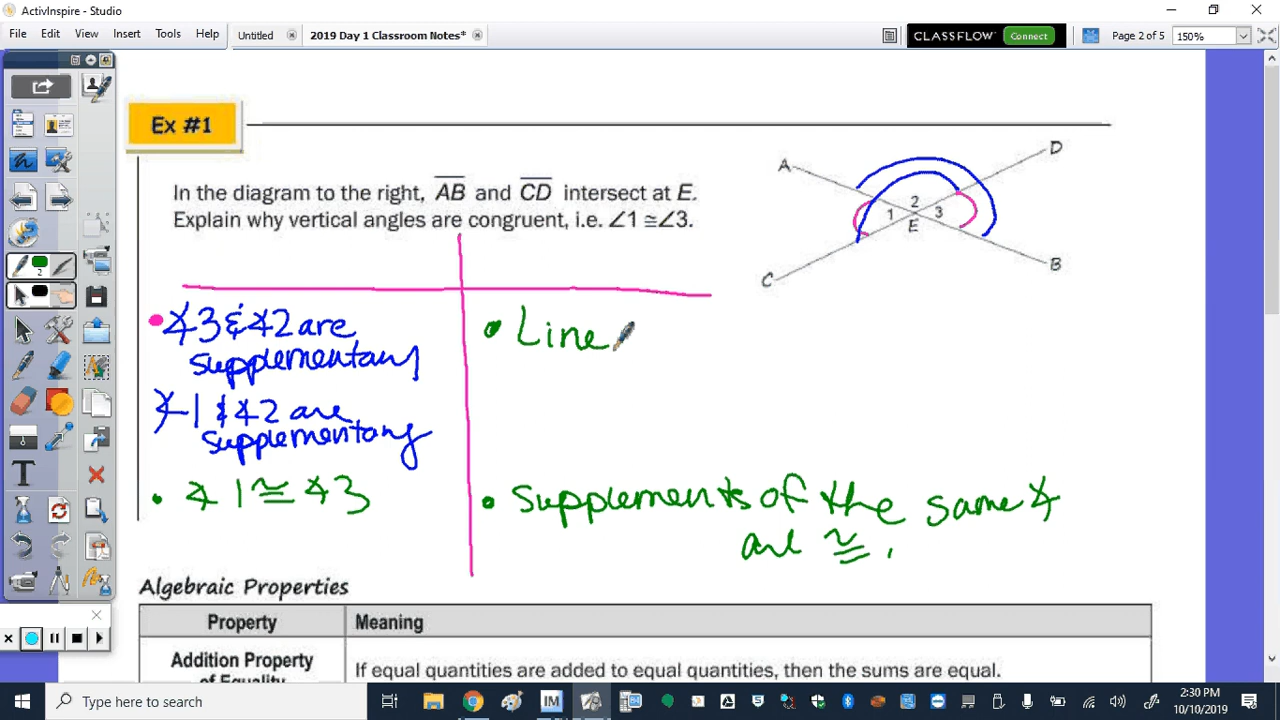 ActivInspire - Studio
File Edit View Insert Tools Help
Untitled
2019 Day 1 Classroom Notes*
CLASSFLOW Connect
Page 2 of 5
150%
Ex #1
In the diagram to the right, AB and CD intersect at E.
Explain why vertical angles are congruent, i.e. ∠1 ≅∠3.
A
D
2
1
3
E
B
C
• ∡3 & ∡2 are
supplementary
∡1 & ∡2 are
supplementary
• ∡1 ≅ ∡3
• Line
• Supplements of the same ∡
are ≅.
2
T
Algebraic Properties
Property Meaning
Addition Property
of Equality
If equal quantities are added to equal quantities, then the sums are equal.
Type here to search
IM
2:30 PM
10/10/2019